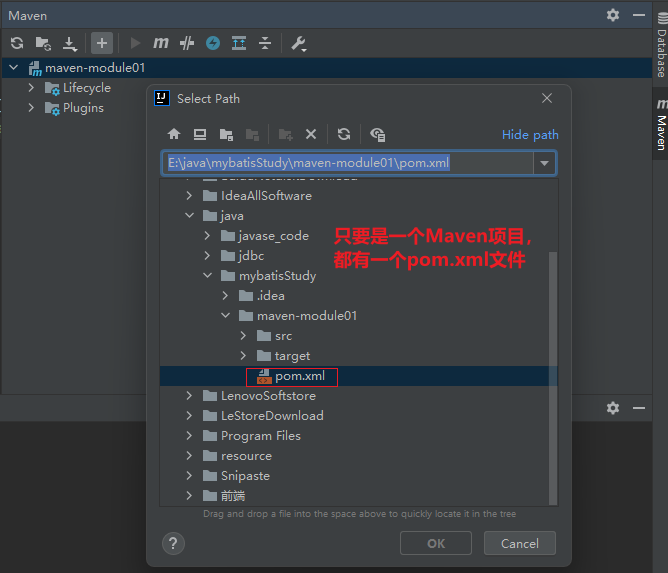 Maven
maven-module01
Lifecycle
Plugins
Database
m Maven
Select Path
Hide path
E:\java\mybatisStudy\maven-module01\pom.xml
IdeaAllSoftware
java
javase_code
jdbc
mybatisStudy
.idea
maven-module01
src
target
pom.xml
LenovoSoftstore
LeStoreDownload
Program Files
resource
Snipaste
前端
只要是一个Maven项目,
都有一个pom.xml文件
Drag and drop a file into the space above to quickly locate it in the tree
?
OK
Cancel